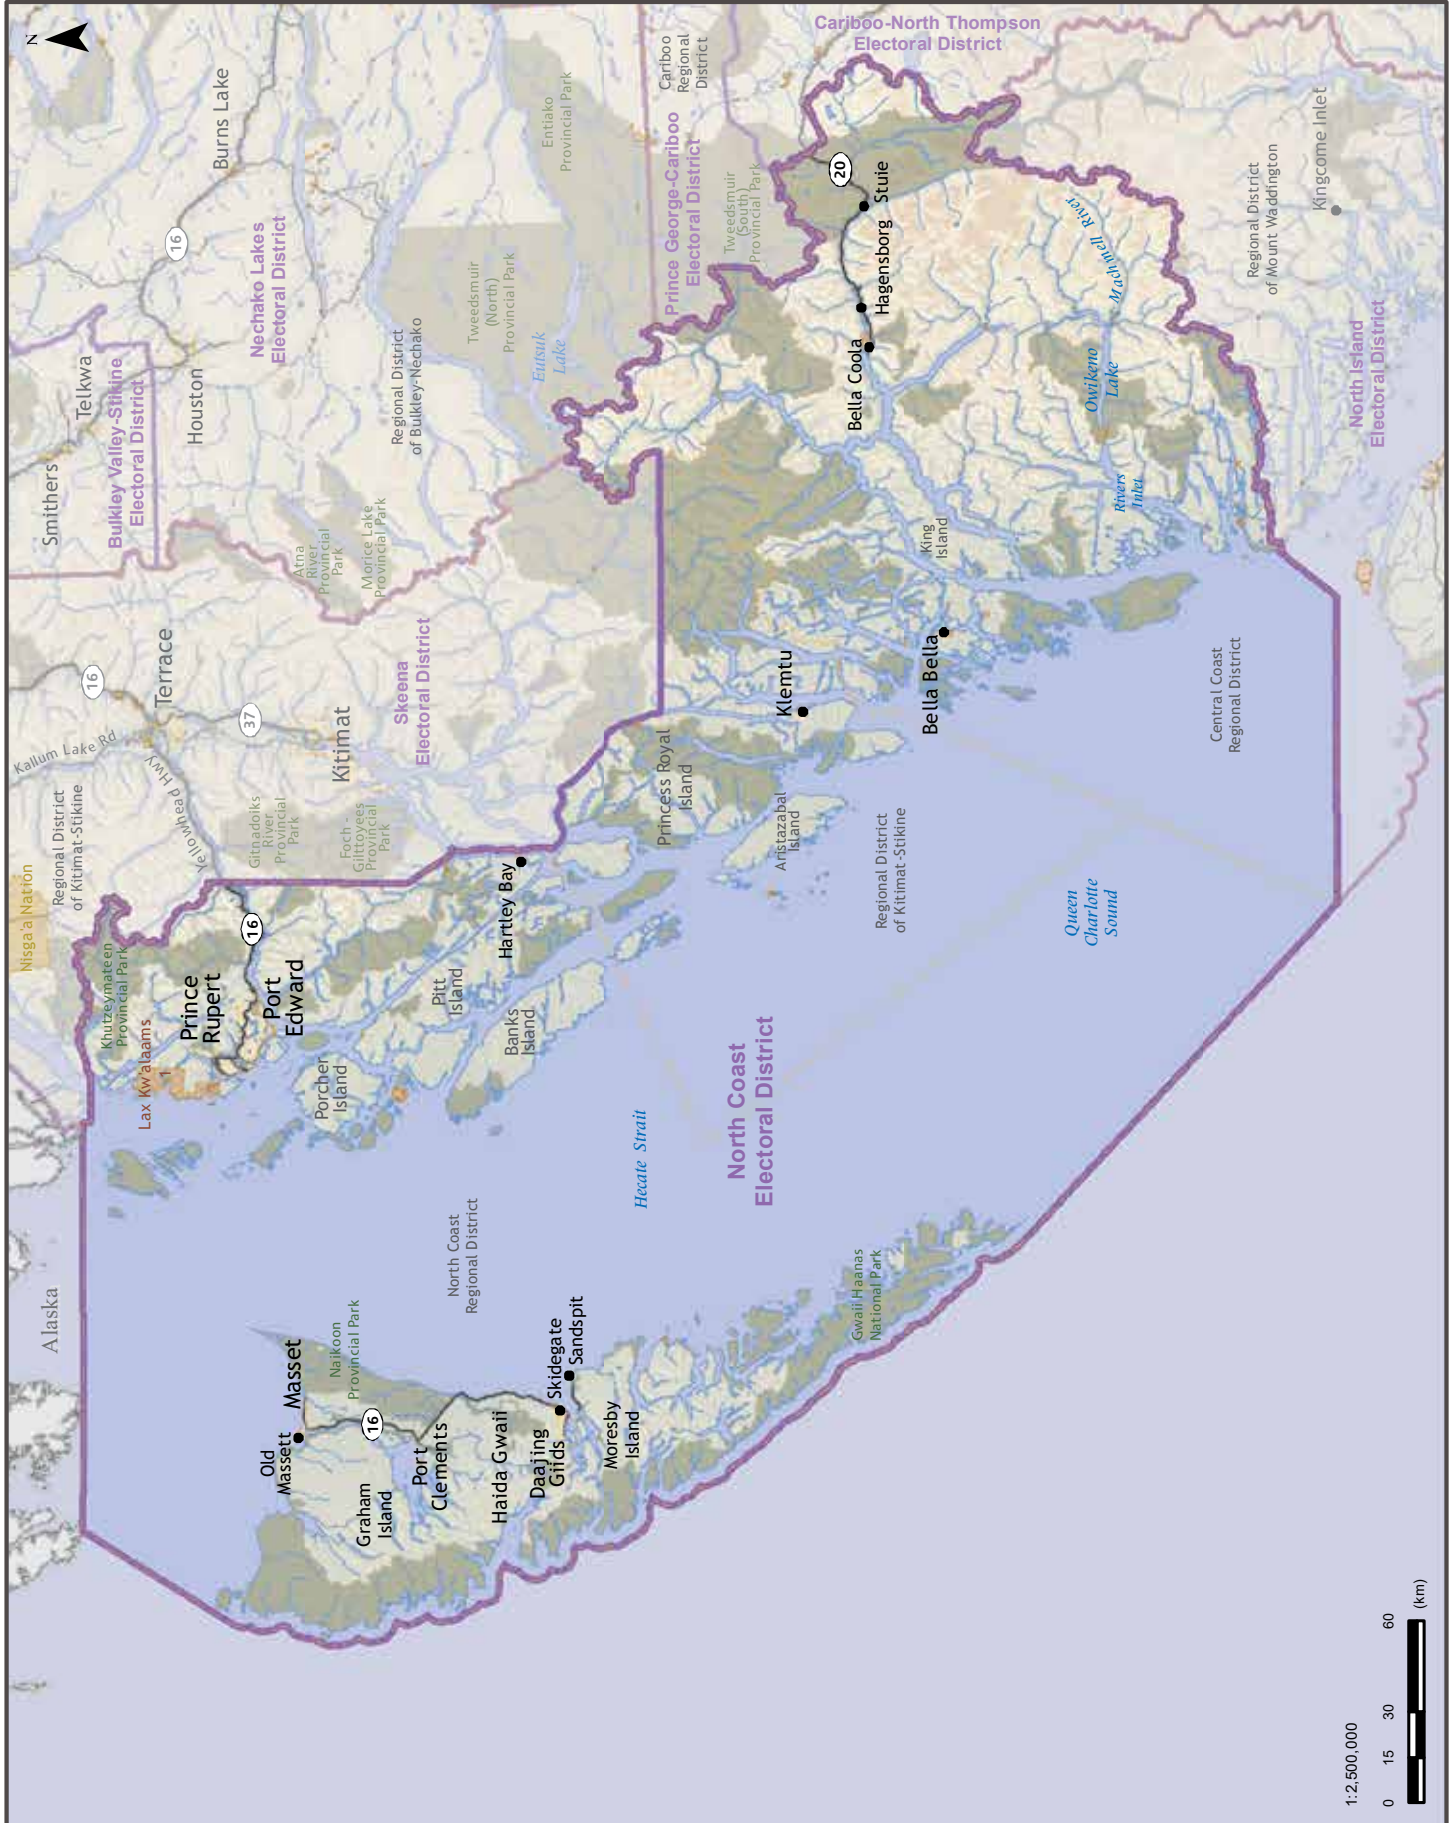 N
Alaska
Nisga'a Nation
Regional District
of Kitimat-Stikine
Kallum Lake Rd
16
Terrace
Smithers
Telkwa
Bulkley Valley-Stikine
Electoral District
Houston
16
Burns Lake
Nechako Lakes
Electoral District
Khutzeymateen
Provincial Park
Lax Kw'alaams
1
Prince
Rupert
Port
Edward
16
Yellowhead Hwy
37
Kitimat
Gitnadoiks
River
Provincial
Park
Foch -
Gilttoyees
Provincial
Park
Skeena
Electoral District
Atna
River
Provincial
Park
Morice Lake
Provincial Park
Regional District
of Bulkley-Nechako
Tweedsmuir
(North)
Provincial Park
Eutsuk
Lake
Entiako
Provincial Park
Old
Massett
Masset
Naikoon
Provincial Park
16
Graham
Island
Port
Clements
Haida Gwaii
Daajing
Giids
Skidegate
Sandspit
Moresby
Island
North Coast
Regional District
Porcher
Island
Pitt
Island
Banks
Island
Hartley Bay
Hecate Strait
North Coast
Electoral District
Gwaii Haanas
National Park
Princess Royal
Island
Aristazabal
Island
Klemtu
Regional District
of Kitimat-Stikine
Bella Bella
King
Island
Prince George-Cariboo
Electoral District
Cariboo
Regional
District
Tweedsmuir
(South)
Provincial Park
Cariboo-North Thompson
Electoral District
20
Stuie
Hagensborg
Bella Coola
Machmell River
Owikeno
Lake
Rivers
Inlet
Queen
Charlotte
Sound
Central Coast
Regional District
Regional District
of Mount Waddington
Kingcome Inlet
North Island
Electoral District
1:2,500,000
0 15 30 60
(km)